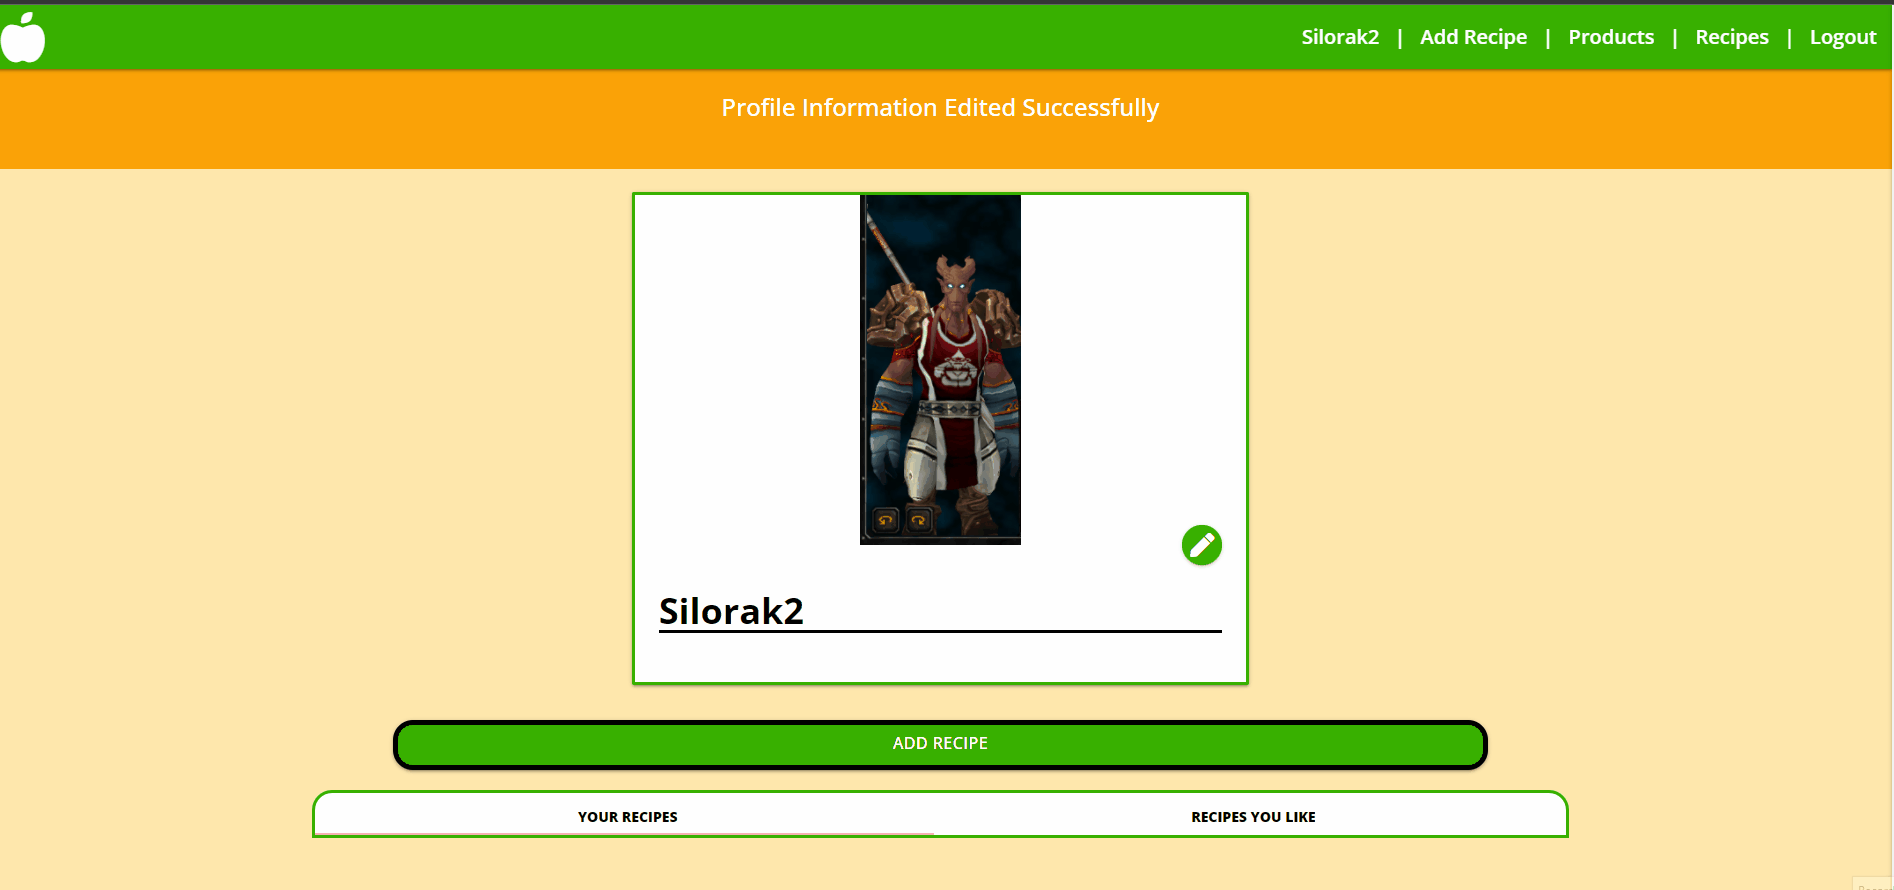 Silorak2 | Add Recipe | Products | Recipes | Logout
Profile Information Edited Successfully
Silorak2
ADD RECIPE
YOUR RECIPES
RECIPES YOU LIKE